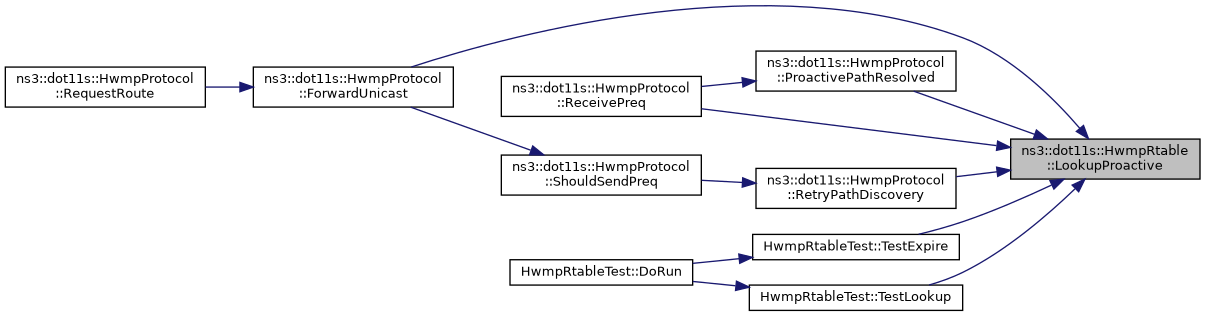 ns3::dot11s::HwmpProtocol
::RequestRoute
ns3::dot11s::HwmpProtocol
::ForwardUnicast
ns3::dot11s::HwmpProtocol
::ReceivePreq
ns3::dot11s::HwmpProtocol
::ShouldSendPreq
HwmpRtableTest::DoRun
ns3::dot11s::HwmpProtocol
::ProactivePathResolved
ns3::dot11s::HwmpProtocol
::RetryPathDiscovery
HwmpRtableTest::TestExpire
HwmpRtableTest::TestLookup
ns3::dot11s::HwmpRtable
::LookupProactive